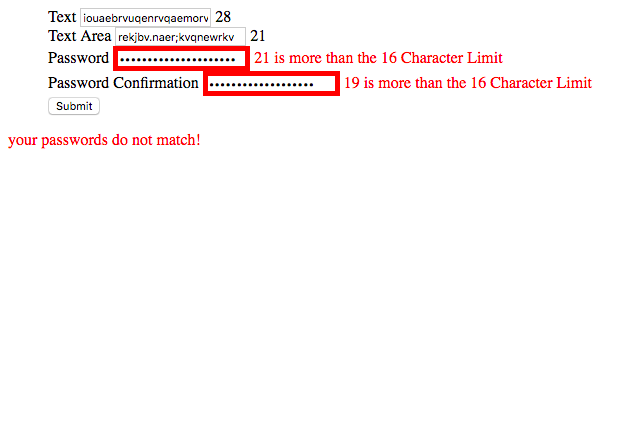 Text iouaebrvuqenrvqaemorv 28
Text Area rekjbv.naer;kvqnewrkv 21
Password ••••••••••••••••••••• 21 is more than the 16 Character Limit
Password Confirmation ••••••••••••••••••• 19 is more than the 16 Character Limit
Submit
your passwords do not match!